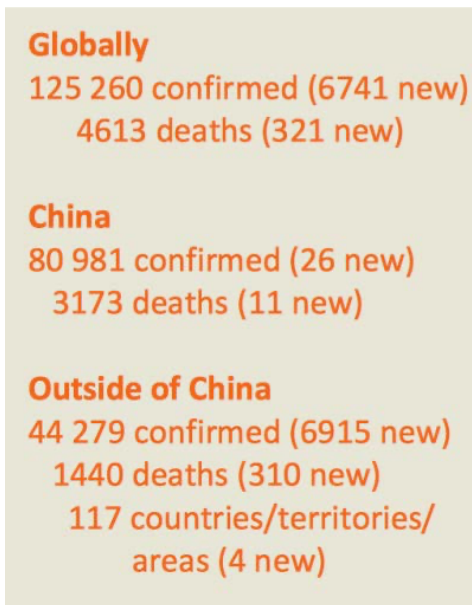 Globally
125 260 confirmed (6741 new)
4613 deaths (321 new)
China
80 981 confirmed (26 new)
3173 deaths (11 new)
Outside of China
44 279 confirmed (6915 new)
1440 deaths (310 new)
117 countries/territories/
areas (4 new)